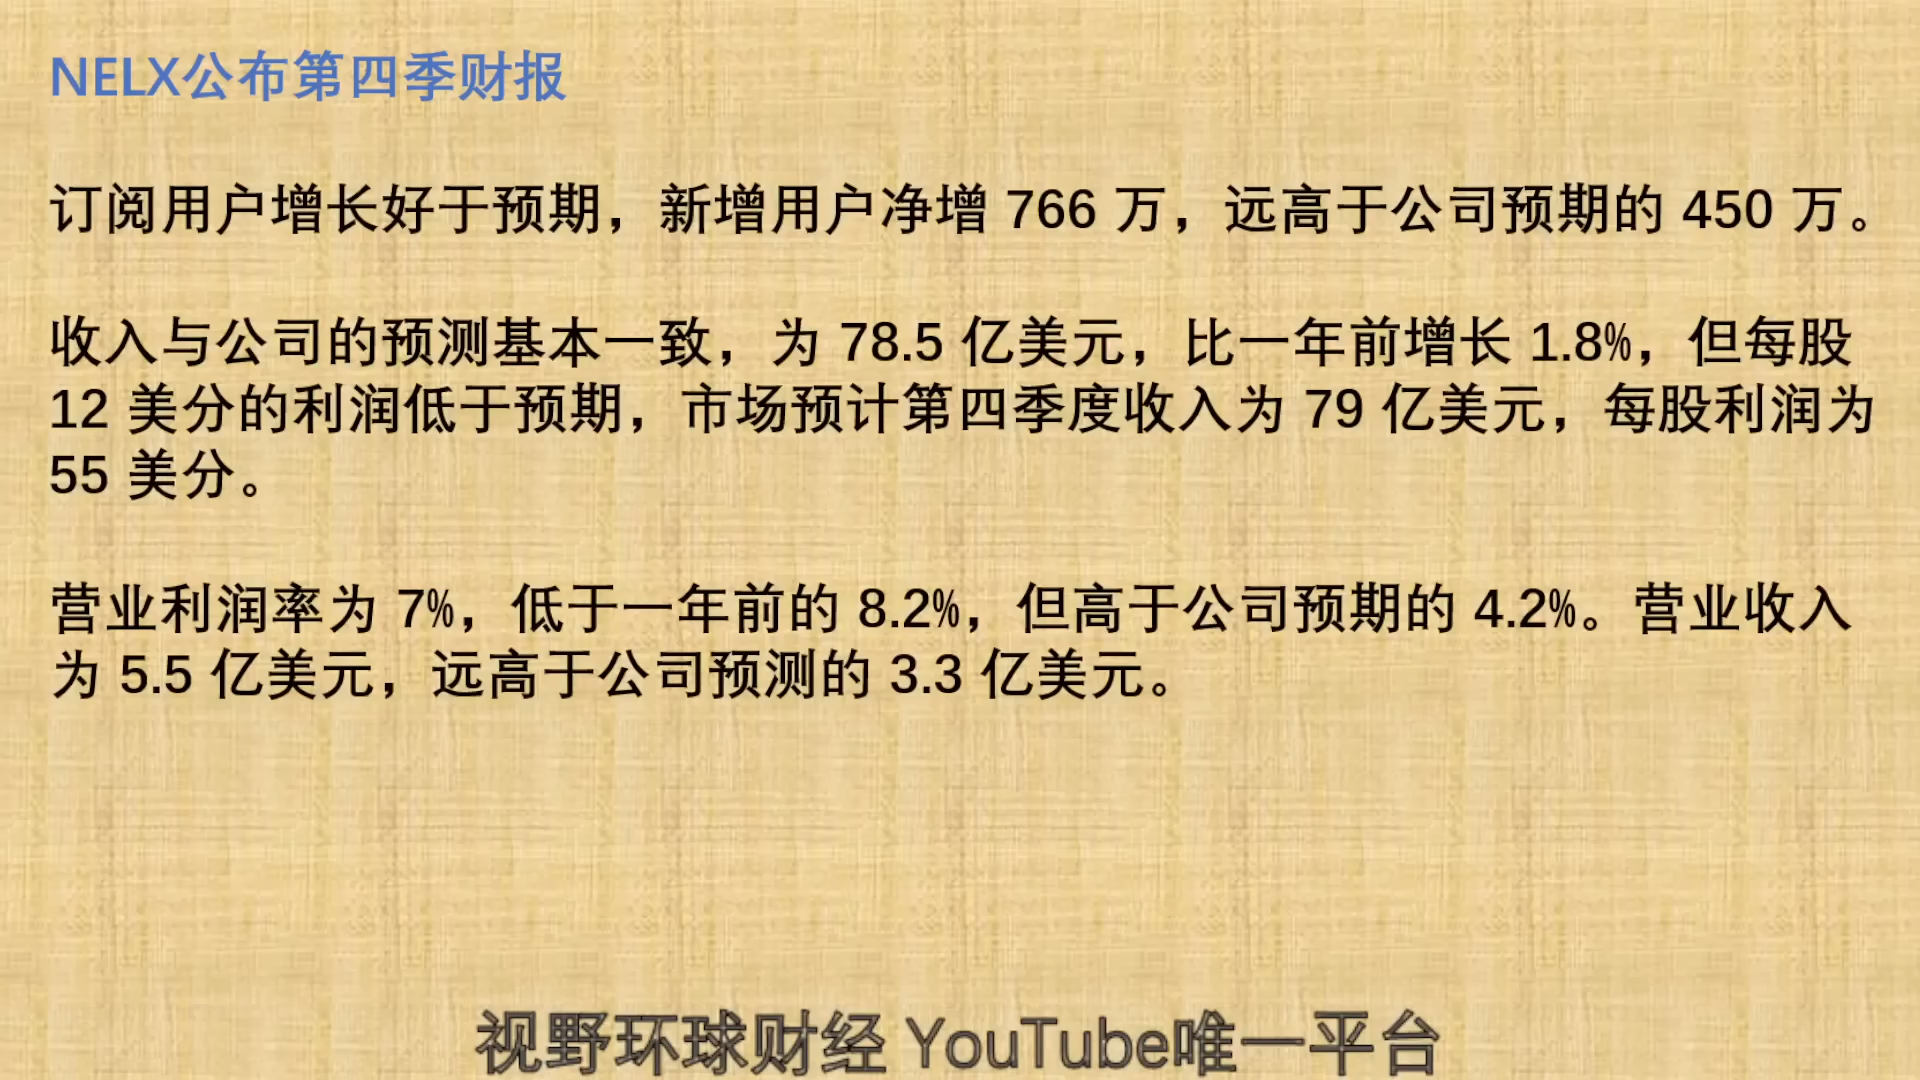 NELX公布第四季财报
订阅用户增长好于预期，新增用户净增 766 万，远高于公司预期的 450 万。
收入与公司的预测基本一致，为 78.5 亿美元，比一年前增长 1.8%，但每股
12 美分的利润低于预期，市场预计第四季度收入为 79 亿美元，每股利润为
55 美分。
营业利润率为 7%，低于一年前的 8.2%，但高于公司预期的 4.2%。营业收入
为 5.5 亿美元，远高于公司预测的 3.3 亿美元。
视野环球财经 YouTube唯一平台